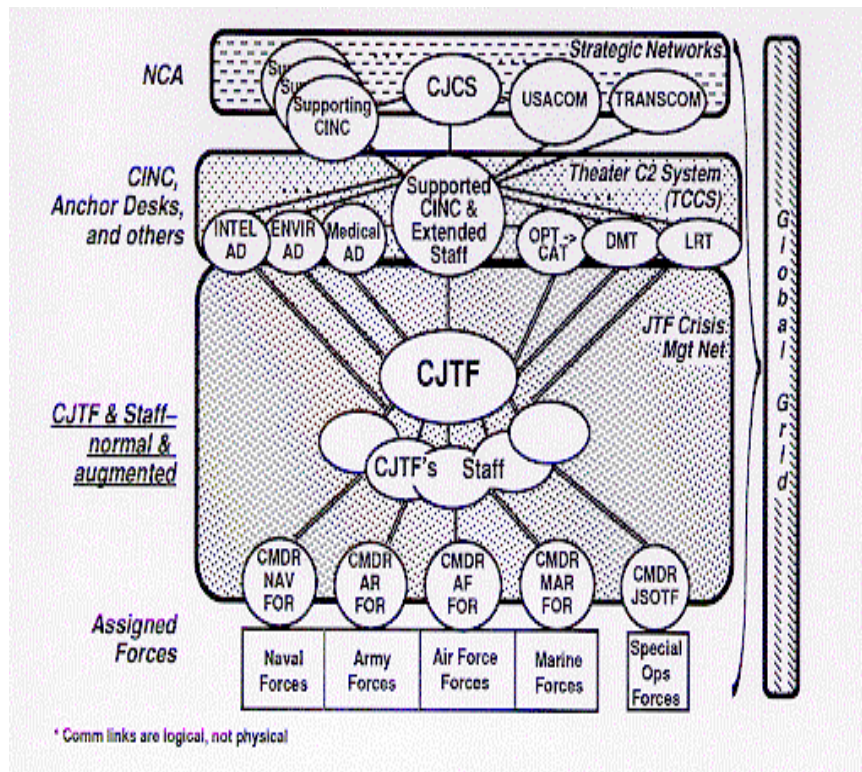 Strategic Networks
NCA
Su
Su
Supporting
CINC
CJCS
USACOM
TRANSCOM
CINC,
Anchor Desks,
and others
Theater C2 System
(TCCS)
Supported
CINC &
Extended
Staff
INTEL
AD
ENVIR
AD
Medical
AD
OPT->
CAT
DMT
LRT
JTF Crisis
Mgt Net
CJTF
CJTF & Staff–
normal &
augmented
CJTF's Staff
CMDR
NAV
FOR
CMDR
AR
FOR
CMDR
AF
FOR
CMDR
MAR
FOR
CMDR
JSOTF
Assigned
Forces
Naval
Forces
Army
Forces
Air Force
Forces
Marine
Forces
Special
Ops
Forces
Global Grid
* Comm links are logical, not physical